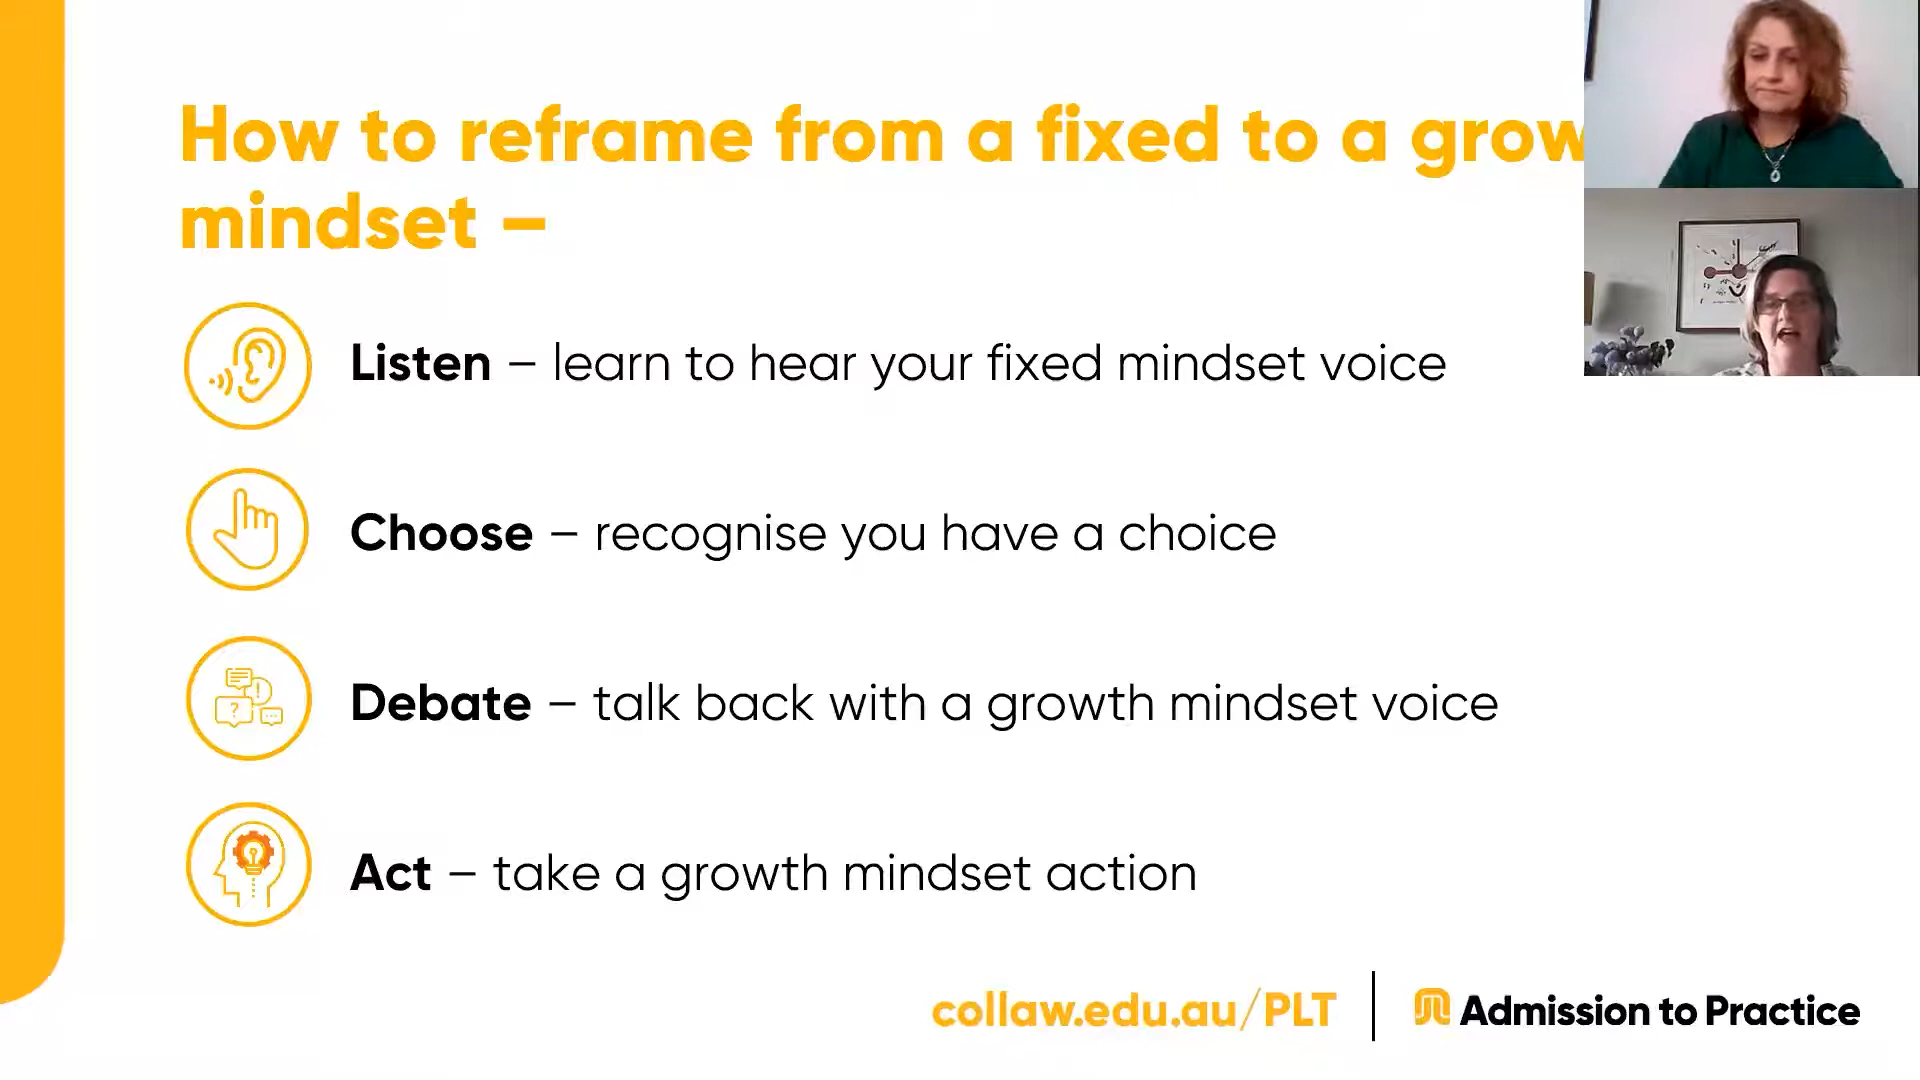 How to reframe from a fixed to a grow
mindset –
Listen – learn to hear your fixed mindset voice
Choose – recognise you have a choice
Debate – talk back with a growth mindset voice
Act – take a growth mindset action
collaw.edu.au/PLT
Admission to Practice